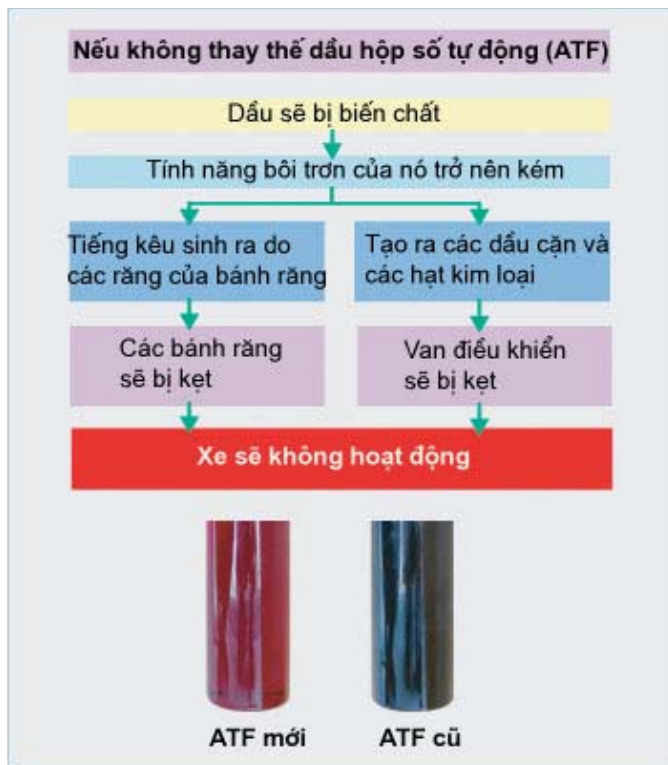 Nếu không thay thế dầu hộp số tự động (ATF)
Dầu sẽ bị biến chất
Tính năng bôi trơn của nó trở nên kém
Tiếng kêu sinh ra do
các răng của bánh răng
Tạo ra các dầu cặn và
các hạt kim loại
Các bánh răng
sẽ bị kẹt
Van điều khiển
sẽ bị kẹt
Xe sẽ không hoạt động
ATF mới
ATF cũ